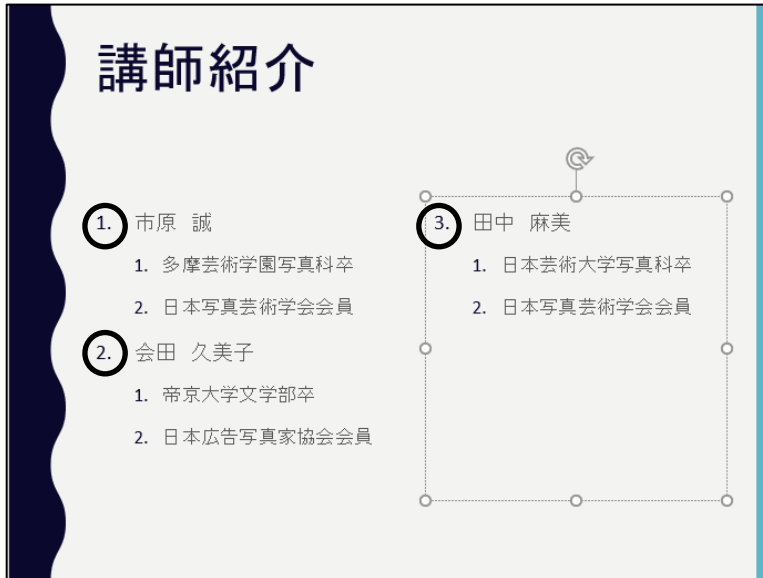 講師紹介
1. 市原 誠
1. 多摩芸術学園写真科卒
2. 日本写真芸術学会会員
2. 会田 久美子
1. 帝京大学文学部卒
2. 日本広告写真家協会会員
3. 田中 麻美
1. 日本芸術大学写真科卒
2. 日本写真芸術学会会員